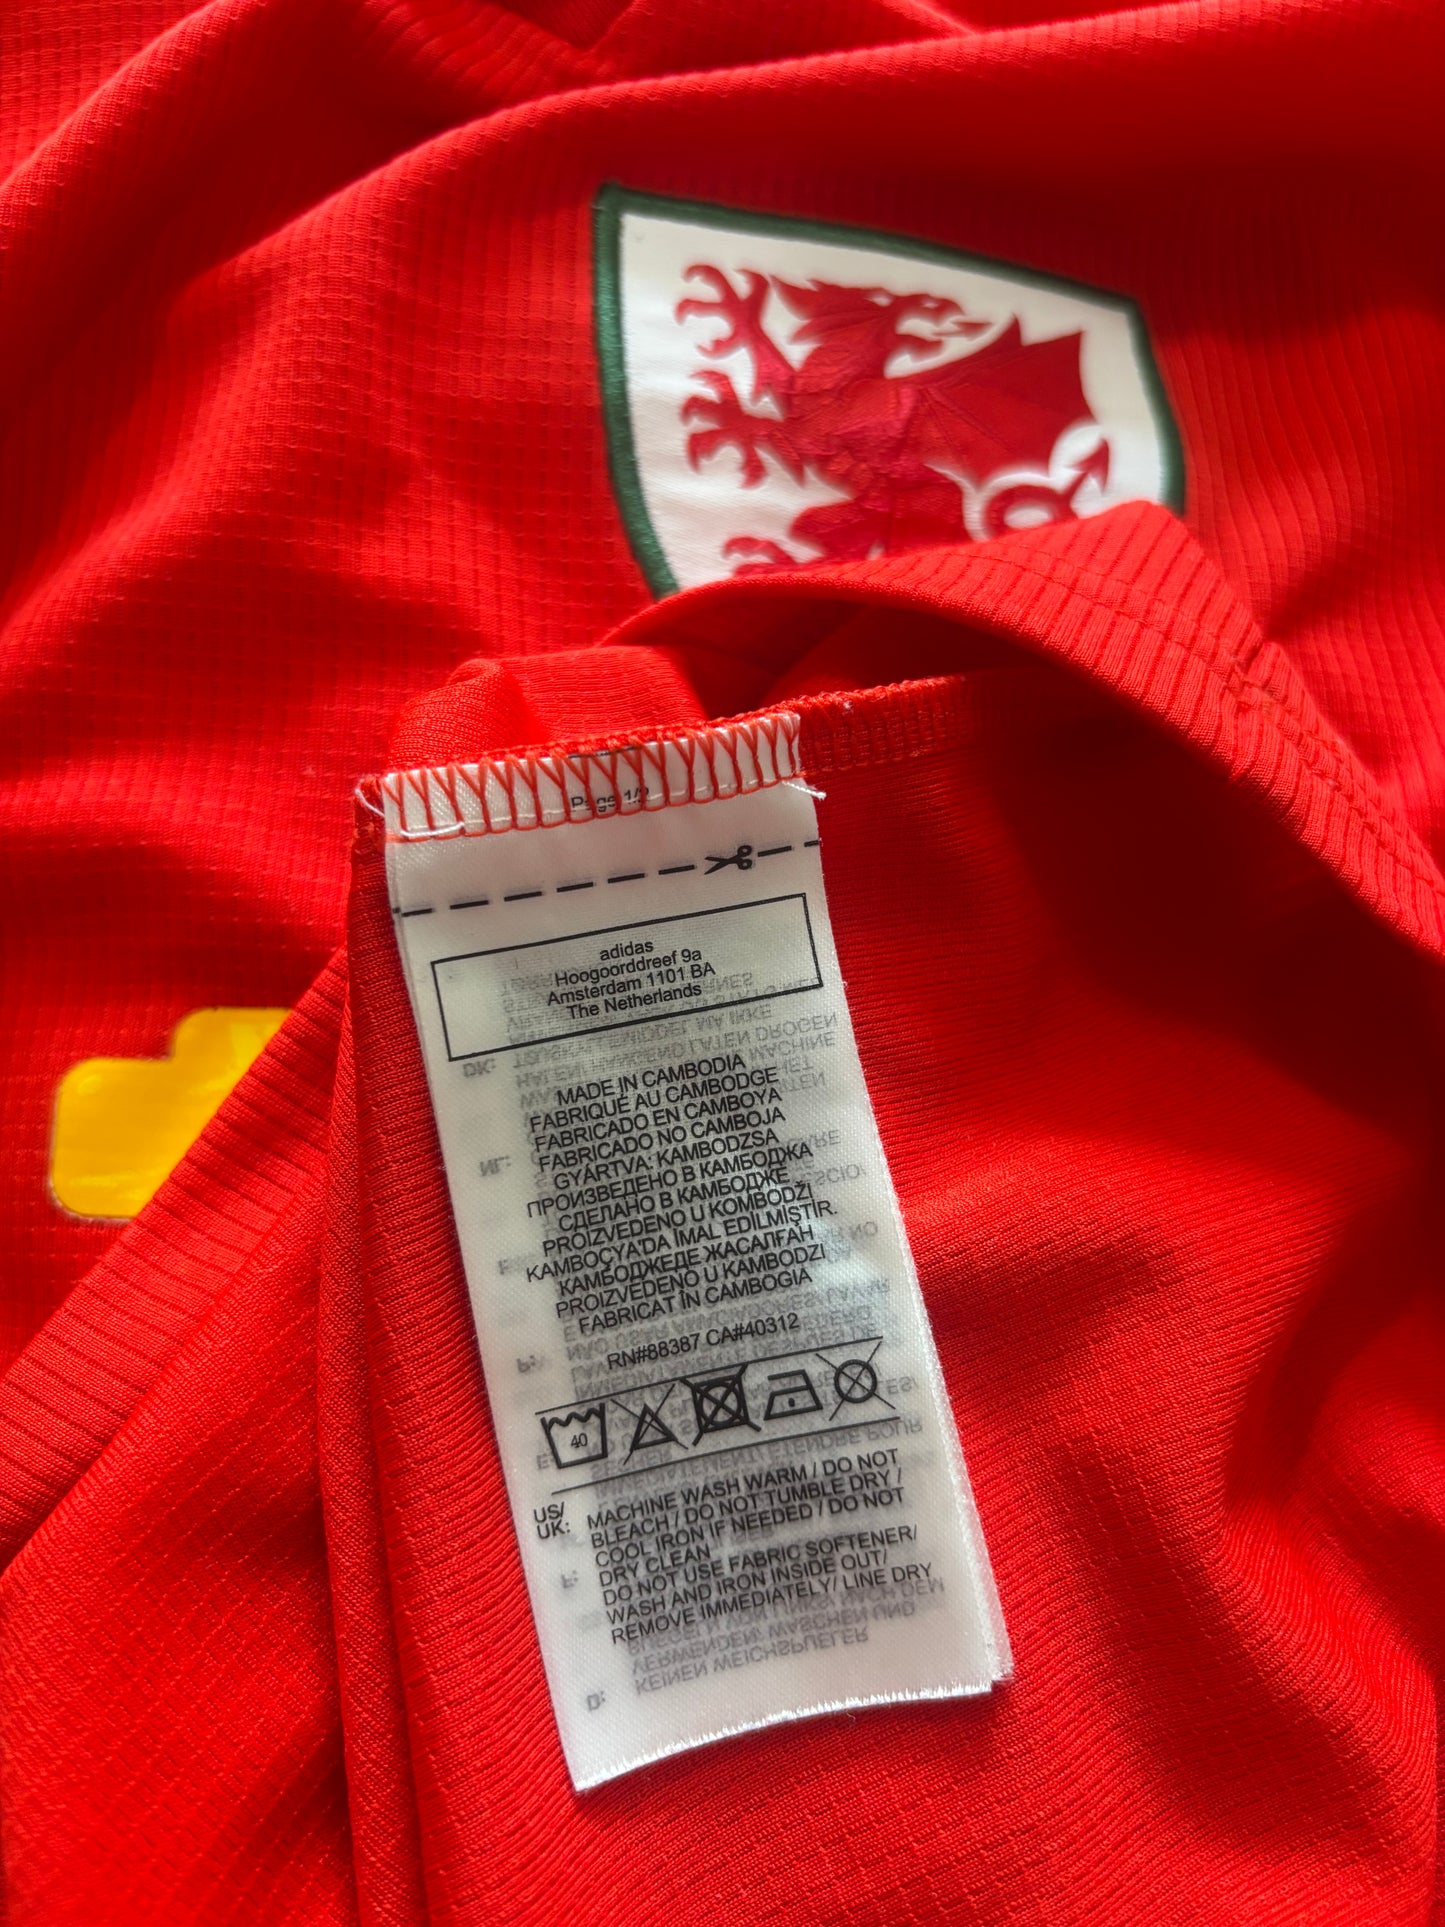 Page 1/2
adidas
Hoogoorddreef 9a
Amsterdam 1101 BA
The Netherlands
MADE IN CAMBODIA
FABRIQUÉ AU CAMBODGE
FABRICADO EN CAMBOYA
FABRICADO NO CAMBOJA
GYÁRTVA: KAMBODZSA
ПРОИЗВЕДЕНО В КАМБОДЖА
СДЕЛАНО В КАМБОДЖЕ
PROIZVEDENO U KOMBODŽI
KAMBOÇYA'DA İMAL EDİLMİŞTİR.
КАМБОДЖЕДЕ ЖАСАЛҒАН
PROIZVEDENO U KAMBODZI
FABRICAT ÎN CAMBOGIA
RN#88387 CA#40312
40
US/
UK:
MACHINE WASH WARM / DO NOT
BLEACH / DO NOT TUMBLE DRY /
COOL IRON IF NEEDED / DO NOT
DRY CLEAN
DO NOT USE FABRIC SOFTENER/
WASH AND IRON INSIDE OUT/
REMOVE IMMEDIATELY/ LINE DRY